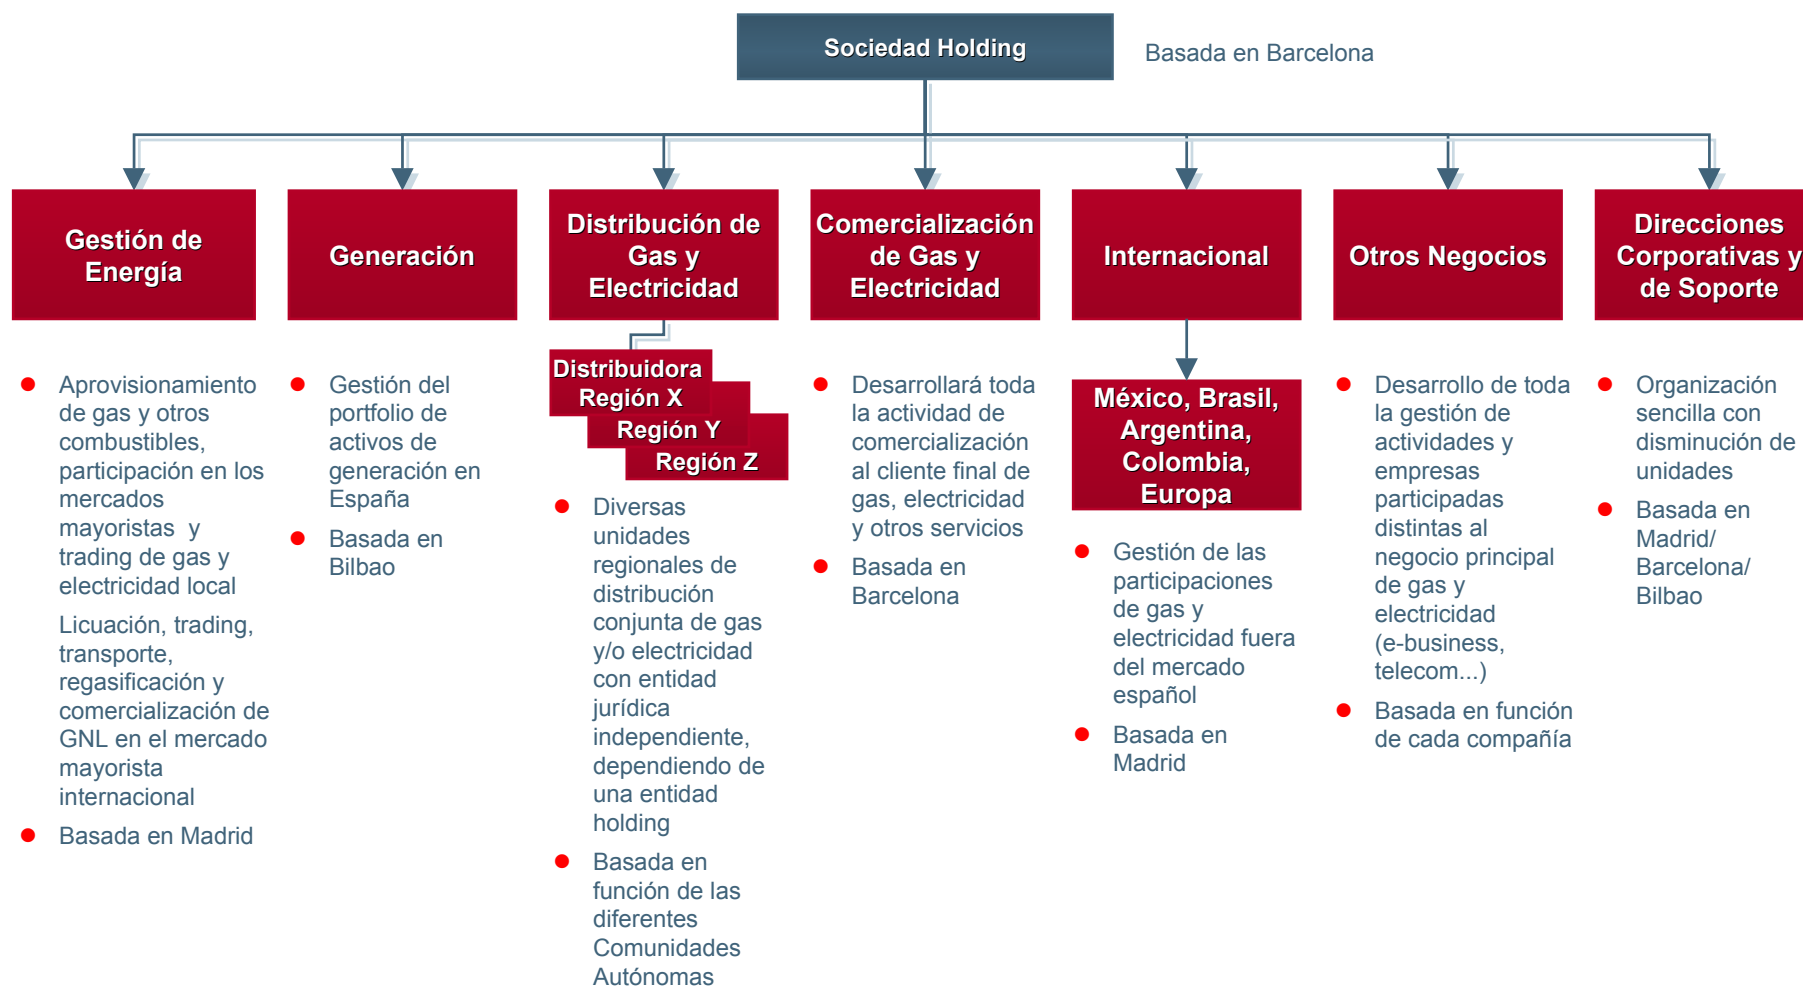 Sociedad Holding
Basada en Barcelona
Gestión de
Energía
Generación
Distribución de
Gas y
Electricidad
Comercialización
de Gas y
Electricidad
Internacional
Otros Negocios
Direcciones
Corporativas y
de Soporte
Aprovisionamiento
de gas y otros
combustibles,
participación en los
mercados
mayoristas y
trading de gas y
electricidad local
Licuación, trading,
transporte,
regasificación y
comercialización de
GNL en el mercado
mayorista
internacional
Basada en Madrid
Gestión del
portfolio de
activos de
generación en
España
Basada en
Bilbao
Distribuidora
Región X
Región Y
Región Z
Diversas
unidades
regionales de
distribución
conjunta de gas
y/o electricidad
con entidad
jurídica
independiente,
dependiendo de
una entidad
holding
Basada en
función de las
diferentes
Comunidades
Autónomas
Desarrollará toda
la actividad de
comercialización
al cliente final de
gas, electricidad
y otros servicios
Basada en
Barcelona
México, Brasil,
Argentina,
Colombia,
Europa
Gestión de las
participaciones
de gas y
electricidad fuera
del mercado
español
Basada en
Madrid
Desarrollo de toda
la gestión de
actividades y
empresas
participadas
distintas al
negocio principal
de gas y
electricidad
(e-business,
telecom...)
Basada en función
de cada compañía
Organización
sencilla con
disminución de
unidades
Basada en
Madrid/
Barcelona/
Bilbao